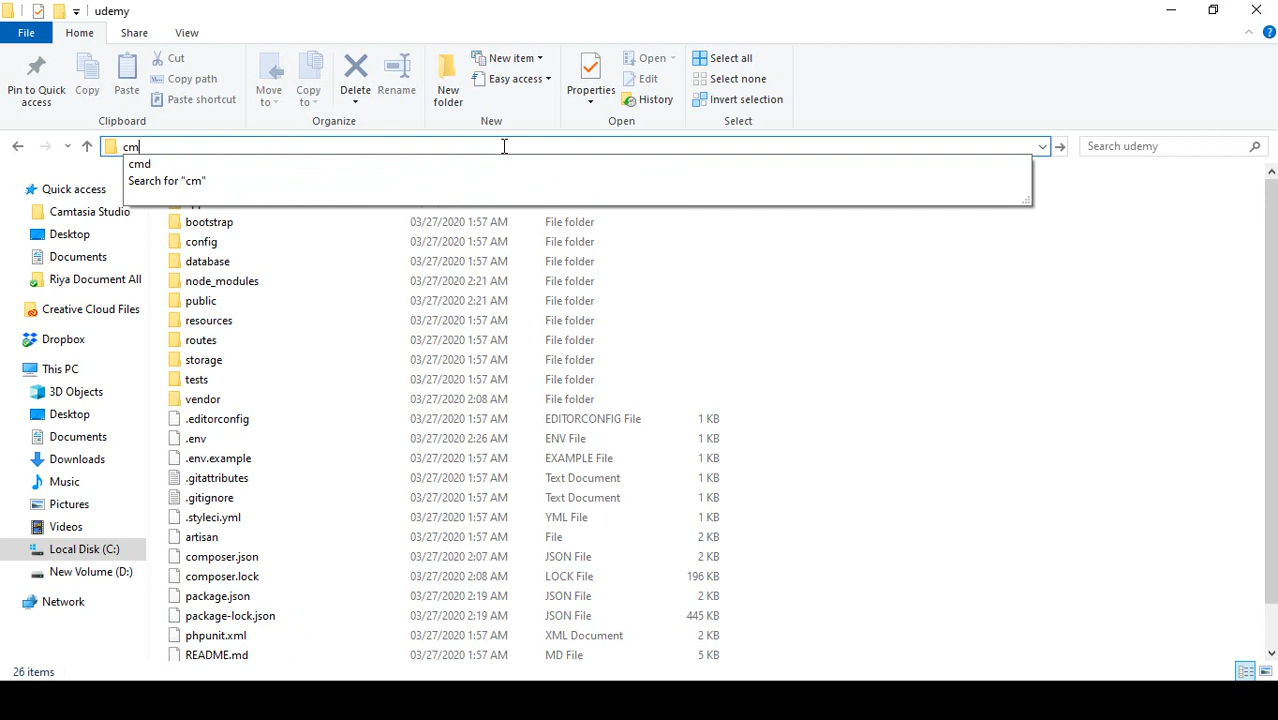 udemy
File Home Share View
Pin to Quick access
Copy
Paste
Cut
Copy path
Paste shortcut
Clipboard
Move to
Copy to
Delete
Rename
Organize
New folder
New item
Easy access
New
Properties
Open
Edit
History
Open
Select all
Select none
Invert selection
Select
cm
Search udemy
cmd
Search for "cm"
Quick access
Camtasia Studio
Desktop
Documents
Riya Document All
Creative Cloud Files
Dropbox
This PC
3D Objects
Desktop
Documents
Downloads
Music
Pictures
Videos
Local Disk (C:)
New Volume (D:)
Network
bootstrap 03/27/2020 1:57 AM File folder
config 03/27/2020 1:57 AM File folder
database 03/27/2020 1:57 AM File folder
node_modules 03/27/2020 2:21 AM File folder
public 03/27/2020 2:21 AM File folder
resources 03/27/2020 1:57 AM File folder
routes 03/27/2020 1:57 AM File folder
storage 03/27/2020 1:57 AM File folder
tests 03/27/2020 1:57 AM File folder
vendor 03/27/2020 2:08 AM File folder
.editorconfig 03/27/2020 1:57 AM EDITORCONFIG File 1 KB
.env 03/27/2020 2:26 AM ENV File 1 KB
.env.example 03/27/2020 1:57 AM EXAMPLE File 1 KB
.gitattributes 03/27/2020 1:57 AM Text Document 1 KB
.gitignore 03/27/2020 1:57 AM Text Document 1 KB
.styleci.yml 03/27/2020 1:57 AM YML File 1 KB
artisan 03/27/2020 1:57 AM File 2 KB
composer.json 03/27/2020 2:07 AM JSON File 2 KB
composer.lock 03/27/2020 2:08 AM LOCK File 196 KB
package.json 03/27/2020 2:19 AM JSON File 2 KB
package-lock.json 03/27/2020 2:19 AM JSON File 445 KB
phpunit.xml 03/27/2020 1:57 AM XML Document 2 KB
README.md 03/27/2020 1:57 AM MD File 5 KB
26 items